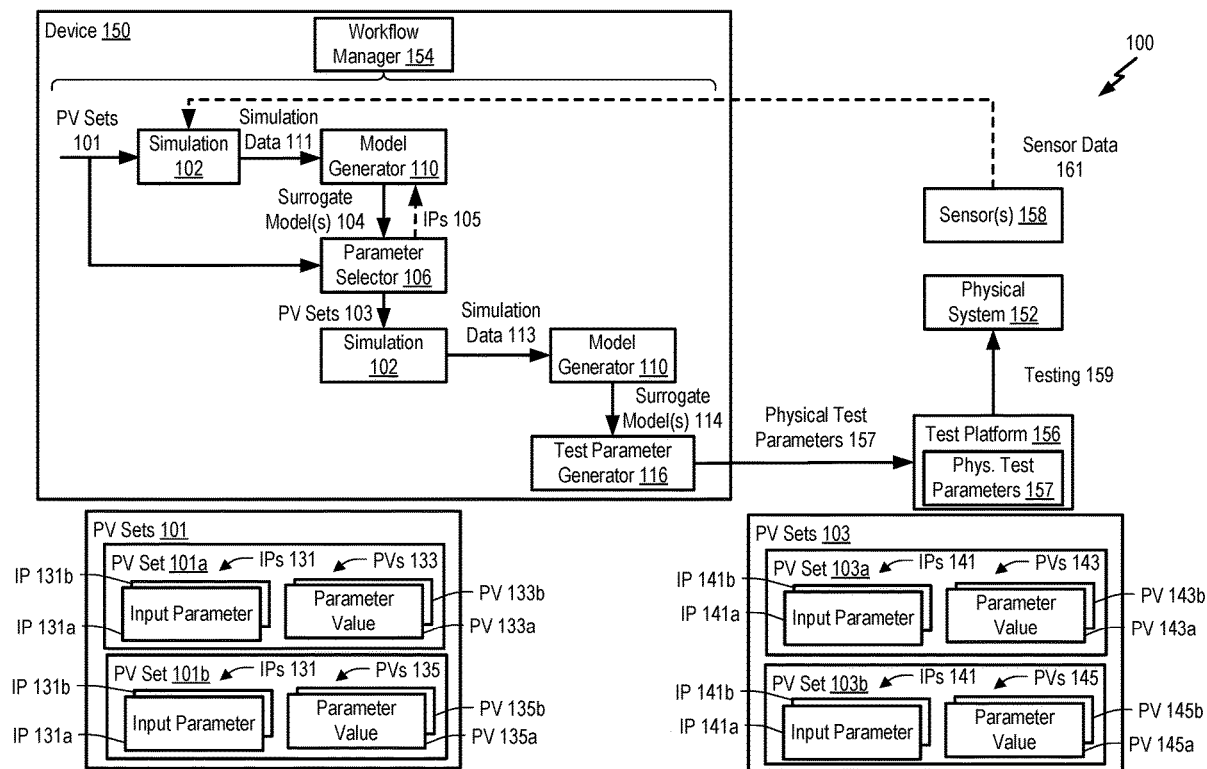 Device 150
Workflow
Manager 154
100
PV Sets
101
Simulation
102
Simulation
Data 111
Model
Generator 110
Sensor Data
161
Surrogate
Model(s) 104
IPs 105
Sensor(s) 158
Parameter
Selector 106
PV Sets 103
Simulation
102
Simulation
Data 113
Model
Generator 110
Physical
System 152
Testing 159
Surrogate
Model(s) 114
Test Parameter
Generator 116
Physical Test
Parameters 157
Test Platform 156
Phys. Test
Parameters 157
PV Sets 101
PV Set 101a
IPs 131
PVs 133
IP 131b
IP 131a
Input Parameter
Parameter
Value
PV 133b
PV 133a
PV Set 101b
IPs 131
PVs 135
IP 131b
IP 131a
Input Parameter
Parameter
Value
PV 135b
PV 135a
PV Sets 103
PV Set 103a
IPs 141
PVs 143
IP 141b
IP 141a
Input Parameter
Parameter
Value
PV 143b
PV 143a
PV Set 103b
IPs 141
PVs 145
IP 141b
IP 141a
Input Parameter
Parameter
Value
PV 145b
PV 145a